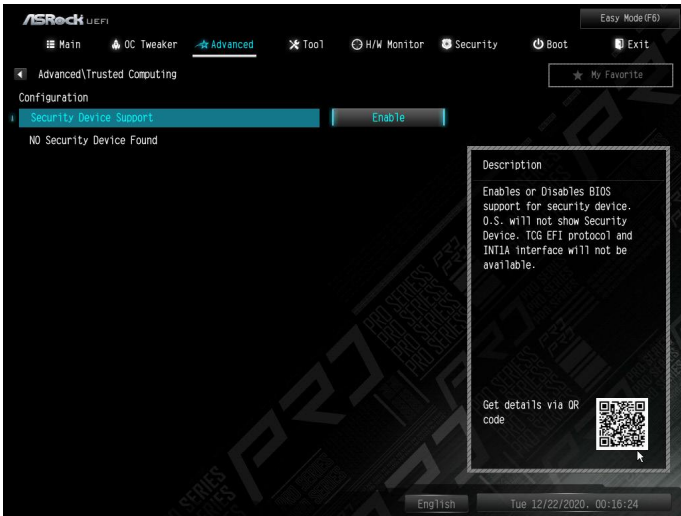 ASRock UEFI
Easy Mode(F6)
Main OC Tweaker Advanced Tool H/W Monitor Security Boot Exit
Advanced\Trusted Computing
My Favorite
Configuration
Security Device Support Enable
NO Security Device Found
Description
Enables or Disables BIOS
support for security device.
O.S. will not show Security
Device. TCG EFI protocol and
INT1A interface will not be
available.
Get details via QR
code
PRO SERIES
English
Tue 12/22/2020. 00:16:24